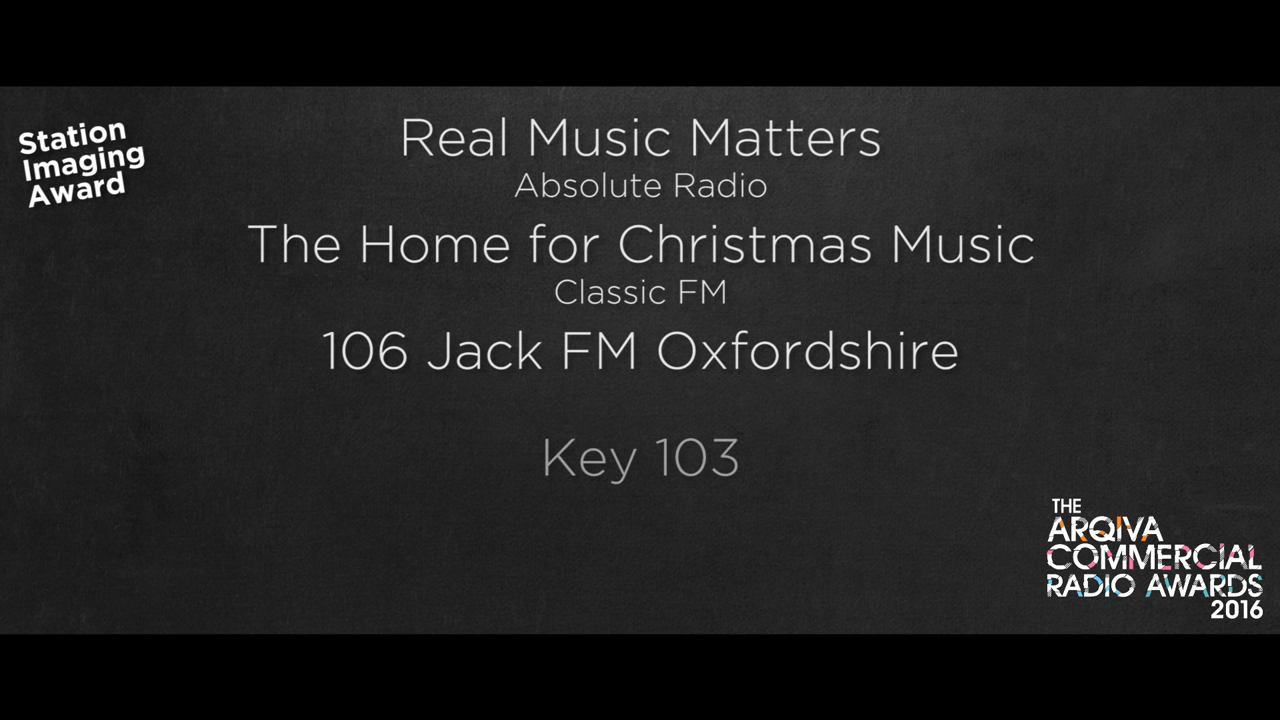 Station
Imaging
Award
Real Music Matters
Absolute Radio
The Home for Christmas Music
Classic FM
106 Jack FM Oxfordshire
Key 103
THE
ARQIVA
COMMERCIAL
RADIO AWARDS
2016